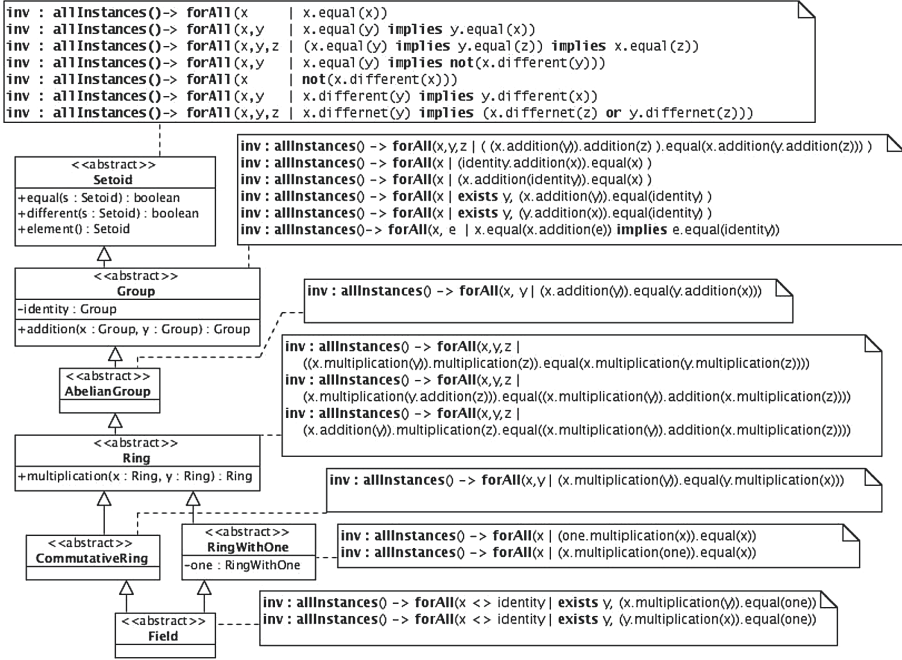 inv : allInstances()-> forAll(x | x.equal(x))
inv : allInstances()-> forAll(x,y | x.equal(y) implies y.equal(x))
inv : allInstances()-> forAll(x,y,z | (x.equal(y) implies y.equal(z)) implies x.equal(z))
inv : allInstances()-> forAll(x,y | x.equal(y) implies not(x.different(y)))
inv : allInstances()-> forAll(x | not(x.different(x)))
inv : allInstances()-> forAll(x,y | x.different(y) implies y.different(x))
inv : allInstances()-> forAll(x,y,z | x.differnet(y) implies (x.differnet(z) or y.differnet(z)))
<<abstract>>
Setoid
+equal(s : Setoid) : boolean
+different(s : Setoid) : boolean
+element() : Setoid
inv : allInstances() -> forAll(x,y,z | ( (x.addition(y)).addition(z) ).equal(x.addition(y.addition(z))) )
inv : allInstances() -> forAll(x | (identity.addition(x)).equal(x) )
inv : allInstances() -> forAll(x | (x.addition(identity)).equal(x) )
inv : allInstances() -> forAll(x | exists y, (x.addition(y)).equal(identity) )
inv : allInstances() -> forAll(x | exists y, (y.addition(x)).equal(identity) )
inv : allInstances()-> forAll(x, e | x.equal(x.addition(e)) implies e.equal(identity))
<<abstract>>
Group
-identity : Group
+addition(x : Group, y : Group) : Group
inv : allInstances() -> forAll(x, y | (x.addition(y)).equal(y.addition(x)))
<<abstract>>
AbelianGroup
inv : allInstances() -> forAll(x,y,z |
((x.multiplication(y)).multiplication(z)).equal(x.multiplication(y.multiplication(z))))
inv : allInstances() -> forAll(x,y,z |
(x.multiplication(y.addition(z))).equal((x.multiplication(y)).addition(x.multiplication(z))))
inv : allInstances() -> forAll(x,y,z |
(x.addition(y)).multiplication(z).equal((x.multiplication(y)).addition(x.multiplication(z))))
<<abstract>>
Ring
+multiplication(x : Ring, y : Ring) : Ring
inv : allInstances() -> forAll(x,y | (x.multiplication(y)).equal(y.multiplication(x)))
<<abstract>>
CommutativeRing
<<abstract>>
RingWithOne
-one : RingWithOne
inv : allInstances() -> forAll(x | (one.multiplication(x)).equal(x))
inv : allInstances() -> forAll(x | (x.multiplication(one)).equal(x))
<<abstract>>
Field
inv : allInstances() -> forAll(x <> identity | exists y, (x.multiplication(y)).equal(one))
inv : allInstances() -> forAll(x <> identity | exists y, (y.multiplication(x)).equal(one))